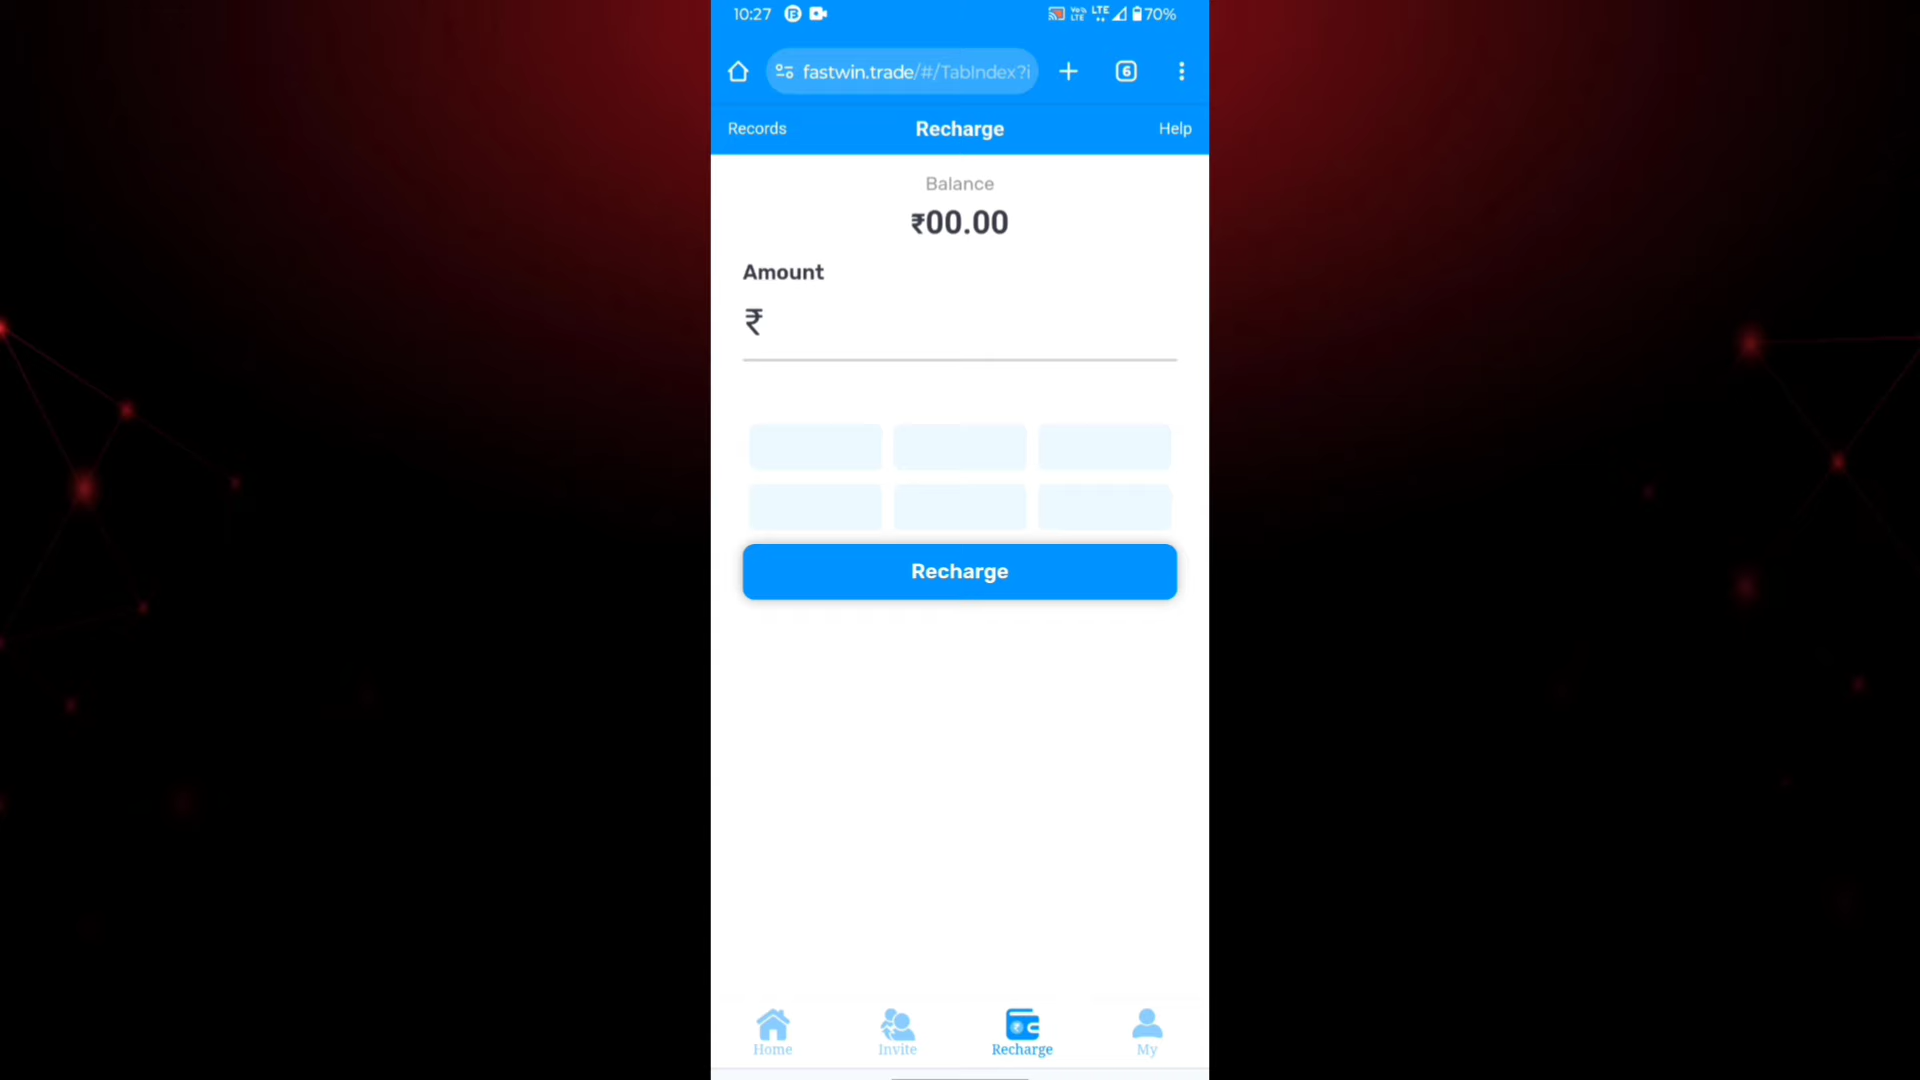 10:27 LTE 70%
fastwin.trade/#/TabIndex?i
6
Records Recharge Help
Balance
₹00.00
Amount
₹
Recharge
Home Invite Recharge My